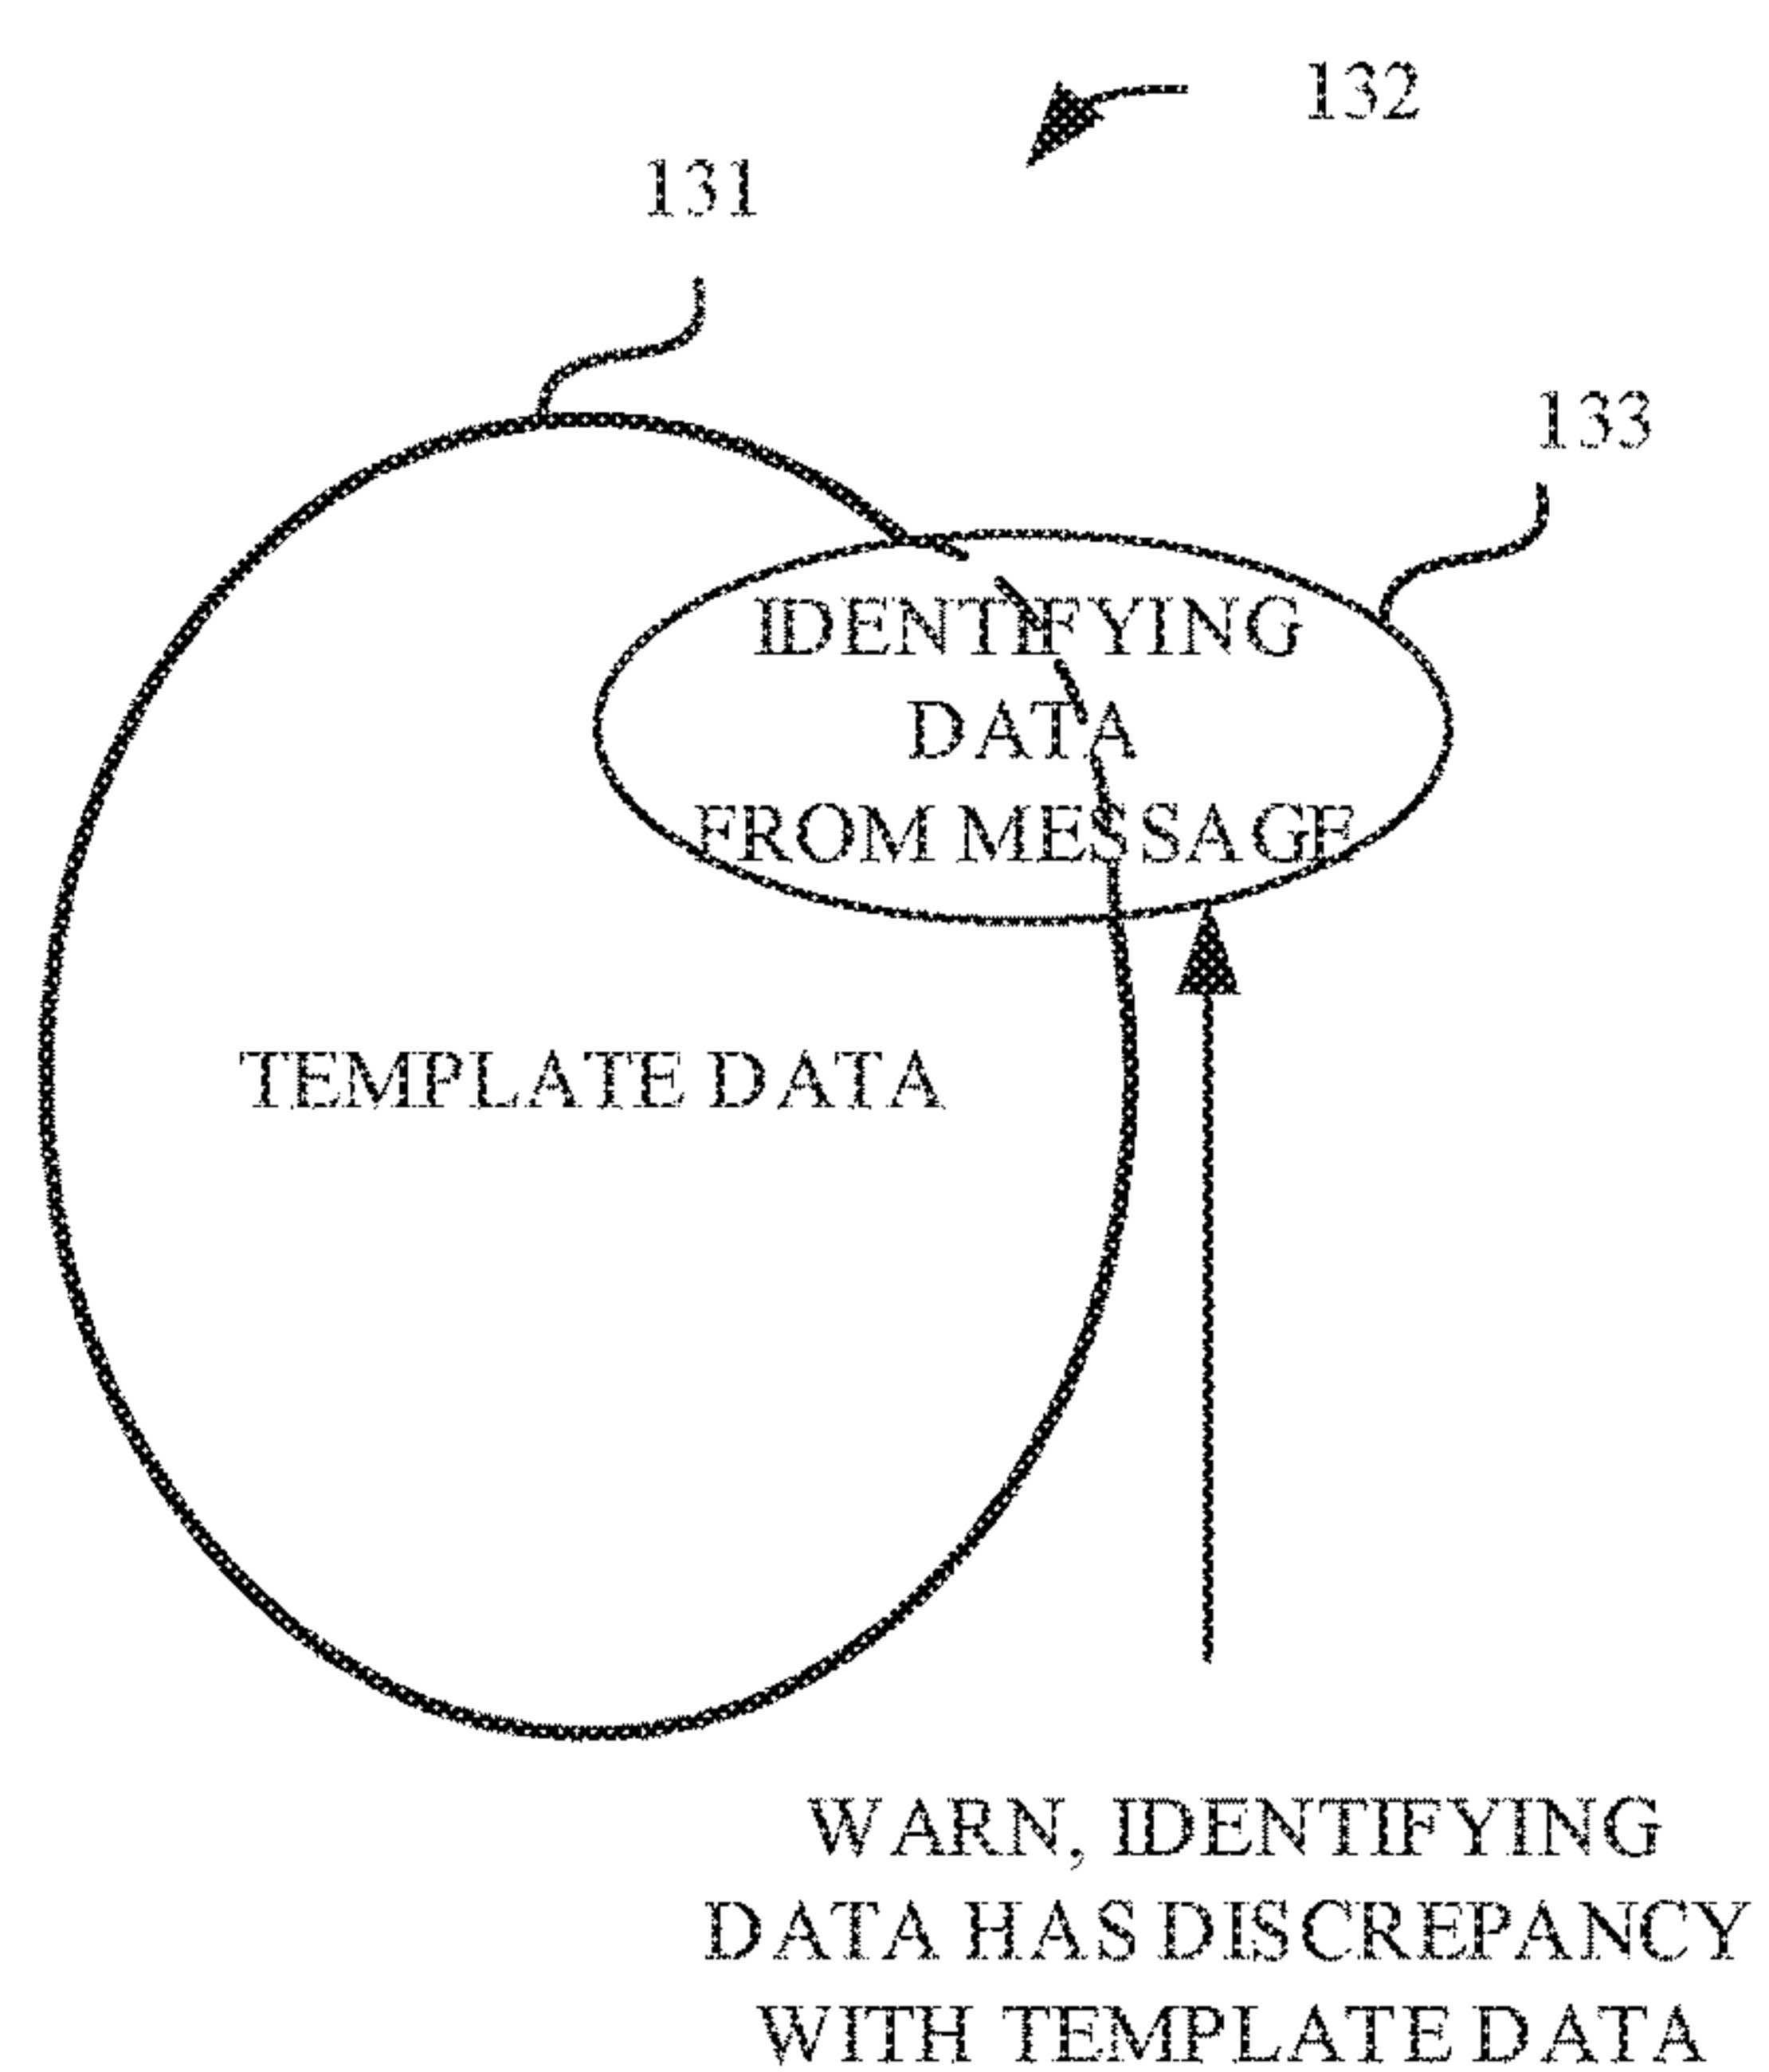 132
131
133
IDENTIFYING
DATA
FROM MESSAGE
TEMPLATE DATA
WARN, IDENTIFYING
DATA HAS DISCREPANCY
WITH TEMPLATE DATA